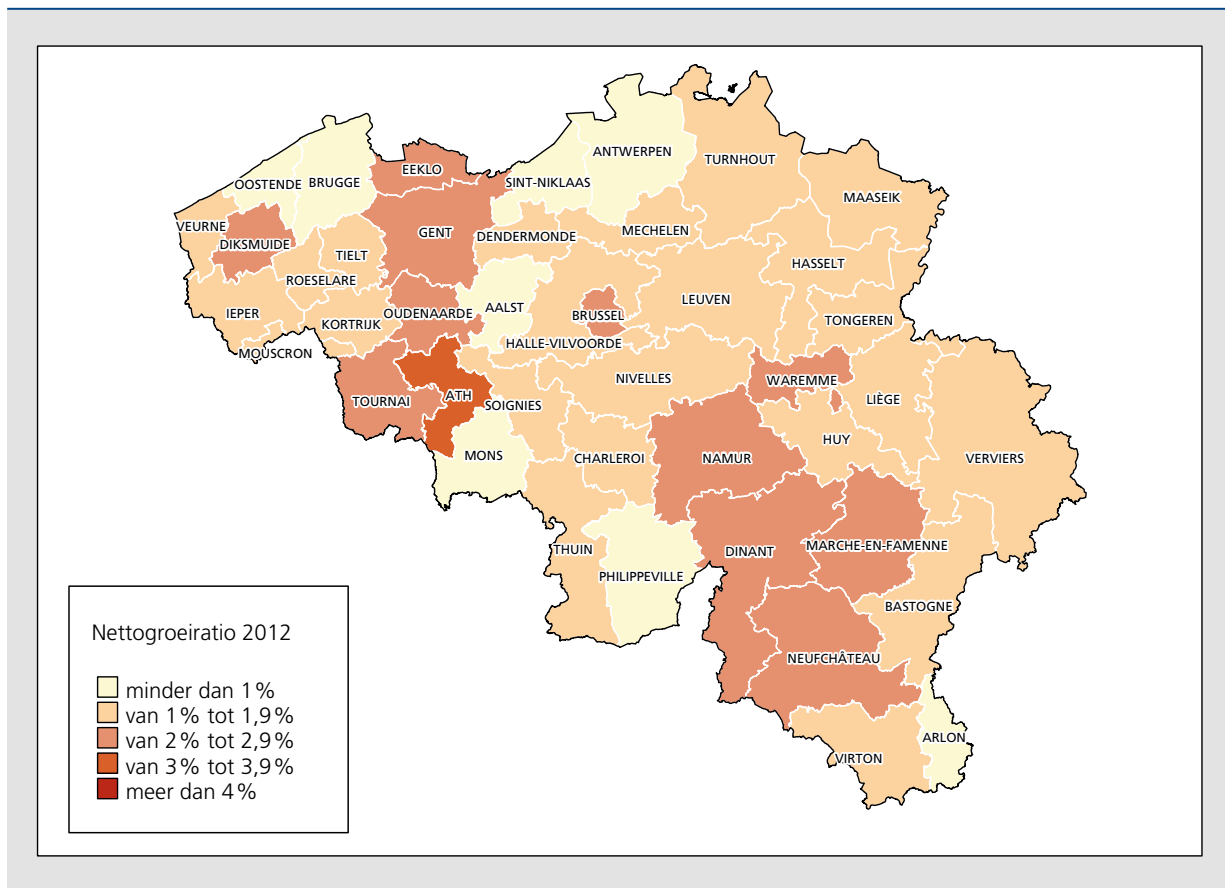 ANTWERPEN
TURNHOUT
EEKLO
SINT-NIKLAAS
OOSTENDE
BRUGGE
MAASEIK
VEURNE
DIKSMUIDE
GENT
DENDERMONDE
MECHELEN
TIELT
HASSELT
ROESELARE
LEUVEN
AALST
IEPER
KORTRIJK
OUDENAARDE
BRUSSEL
TONGEREN
HALLE-VILVOORDE
MOUSCRON
NIVELLES
WAREMME
TOURNAI
ATH
SOIGNIES
LIÈGE
HUY
MONS
CHARLEROI
NAMUR
VERVIERS
THUIN
DINANT
MARCHE-EN-FAMENNE
PHILIPPEVILLE
BASTOGNE
NEUFCHÂTEAU
ARLON
VIRTON
Nettogroeiratio 2012
minder dan 1%
van 1% tot 1,9%
van 2% tot 2,9%
van 3% tot 3,9%
meer dan 4%